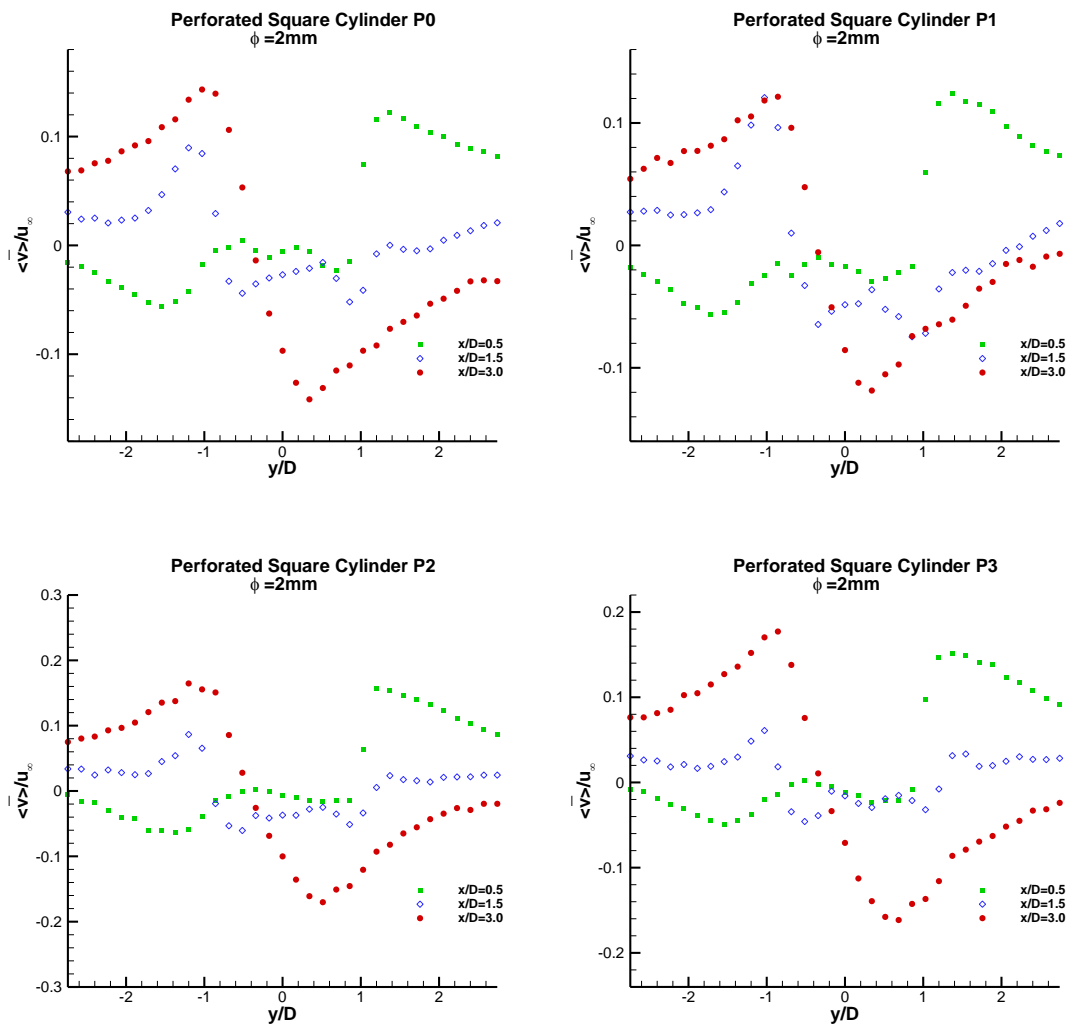 Perforated Square Cylinder P0
ϕ =2mm
0.1
0
-0.1
<v>/u∞
x/D=0.5
x/D=1.5
x/D=3.0
-2
-1
0
1
2
y/D
Perforated Square Cylinder P1
ϕ =2mm
0.1
0
-0.1
<v>/u∞
x/D=0.5
x/D=1.5
x/D=3.0
-2
-1
0
1
2
y/D
Perforated Square Cylinder P2
ϕ =2mm
0.3
0.2
0.1
0
-0.1
-0.2
-0.3
<v>/u∞
x/D=0.5
x/D=1.5
x/D=3.0
-2
-1
0
1
2
y/D
Perforated Square Cylinder P3
ϕ =2mm
0.2
0.1
0
-0.1
-0.2
<v>/u∞
x/D=0.5
x/D=1.5
x/D=3.0
-2
-1
0
1
2
y/D